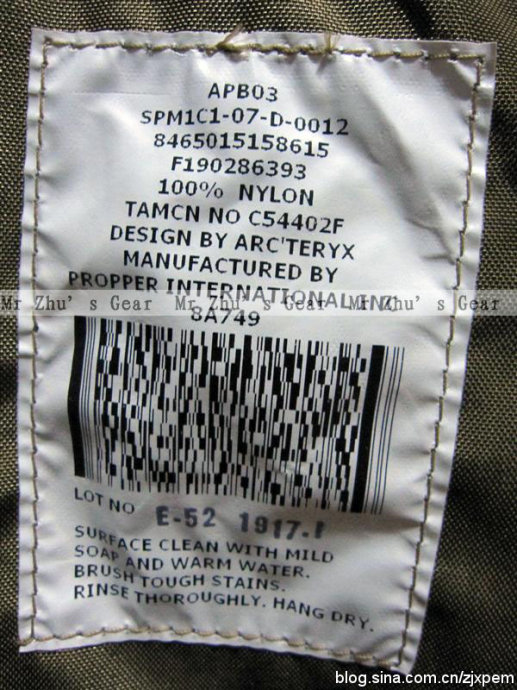 APB03
SPM1C1-07-D-0012
8465015158615
F190286393
100% NYLON
TAMCN NO C54402F
DESIGN BY ARC'TERYX
MANUFACTURED BY
PROPPER INTERNATIONAL INC
Mr Zhu's Gear Mr Zhu's Gear Mr Zhu's Gear
8A749
LOT NO E-52 1917-
SURFACE CLEAN WITH MILD
SOAP AND WARM WATER.
BRUSH TOUGH STAINS.
RINSE THOROUGHLY. HANG DRY.
blog.sina.com.cn/zjxpem